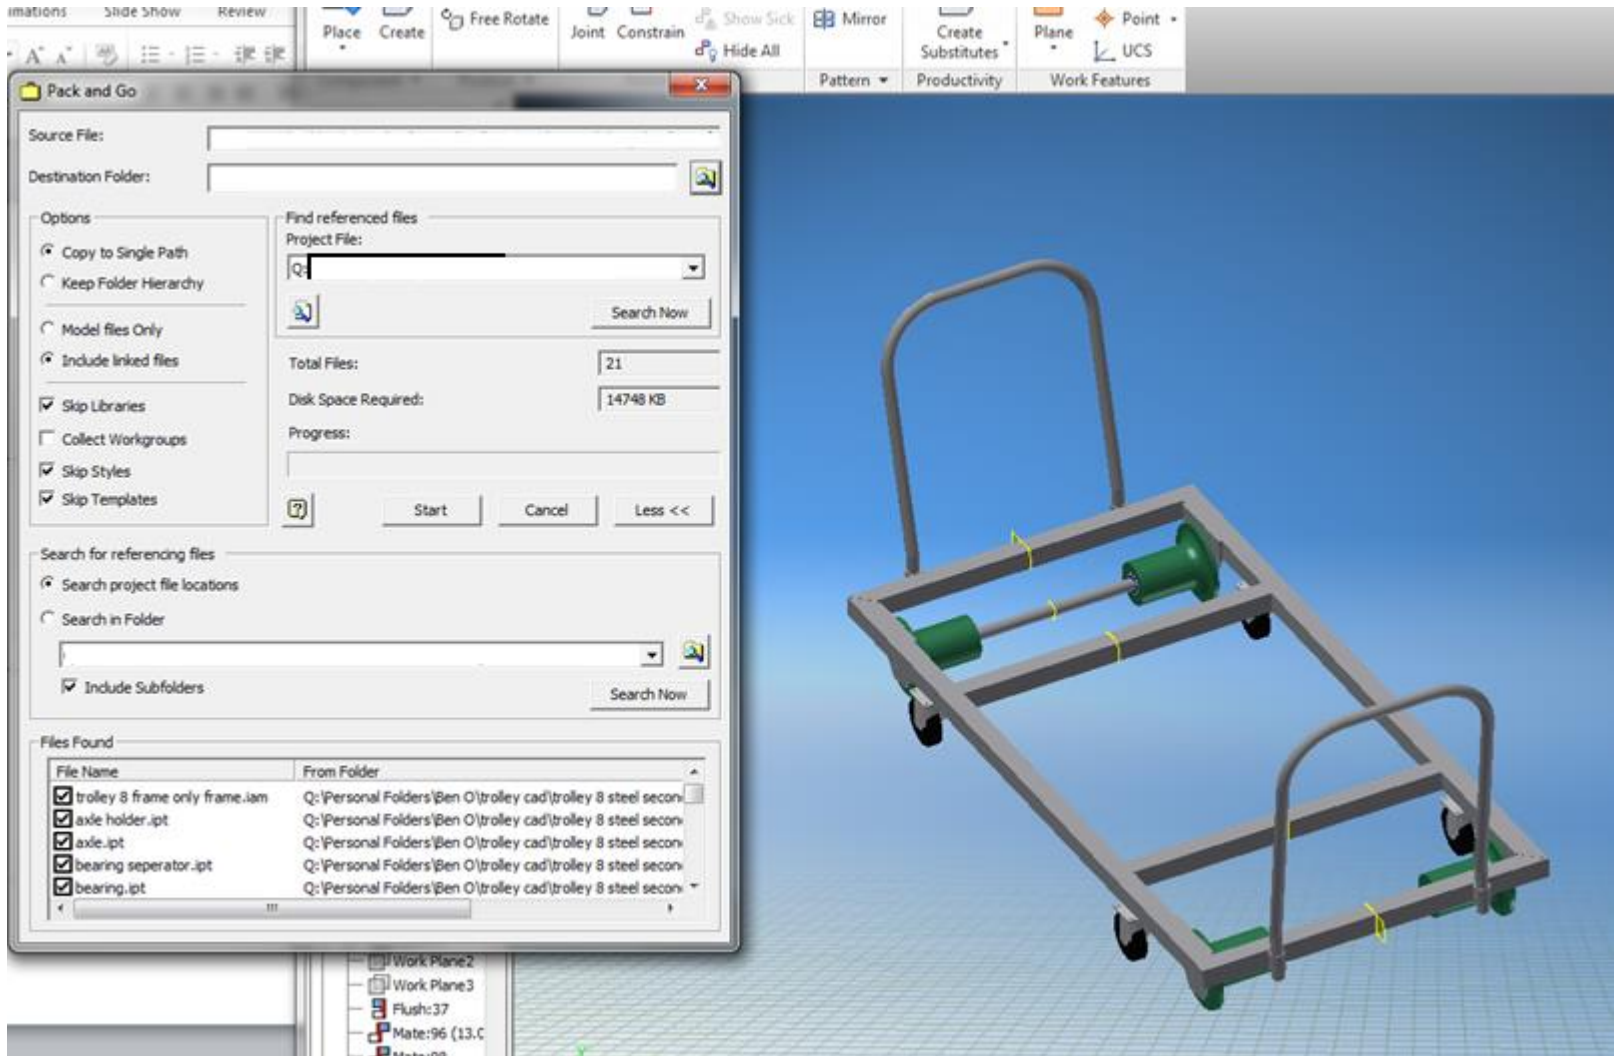 Slide Show Review
Place Create Free Rotate Joint Constrain Show Sick Hide All Mirror Create Substitutes Plane Point UCS
Pattern Productivity Work Features
Pack and Go
Source File:
Destination Folder:
Options
Copy to Single Path
Keep Folder Hierarchy
Model files Only
Include linked files
Skip Libraries
Collect Workgroups
Skip Styles
Skip Templates
Find referenced files
Project File:
Q:
Search Now
Total Files: 21
Disk Space Required: 14748 KB
Progress:
Start Cancel Less <<
Search for referencing files
Search project file locations
Search in Folder
Include Subfolders
Search Now
Files Found
File Name From Folder
trolley 8 frame only frame.iam Q:\Personal Folders\Ben O\trolley cad\trolley 8 steel secon
axle holder.ipt Q:\Personal Folders\Ben O\trolley cad\trolley 8 steel secon
axle.ipt Q:\Personal Folders\Ben O\trolley cad\trolley 8 steel secon
bearing seperator.ipt Q:\Personal Folders\Ben O\trolley cad\trolley 8 steel secon
bearing.ipt Q:\Personal Folders\Ben O\trolley cad\trolley 8 steel secon
Work Plane2
Work Plane3
Flush:37
Mate:96 (13.0